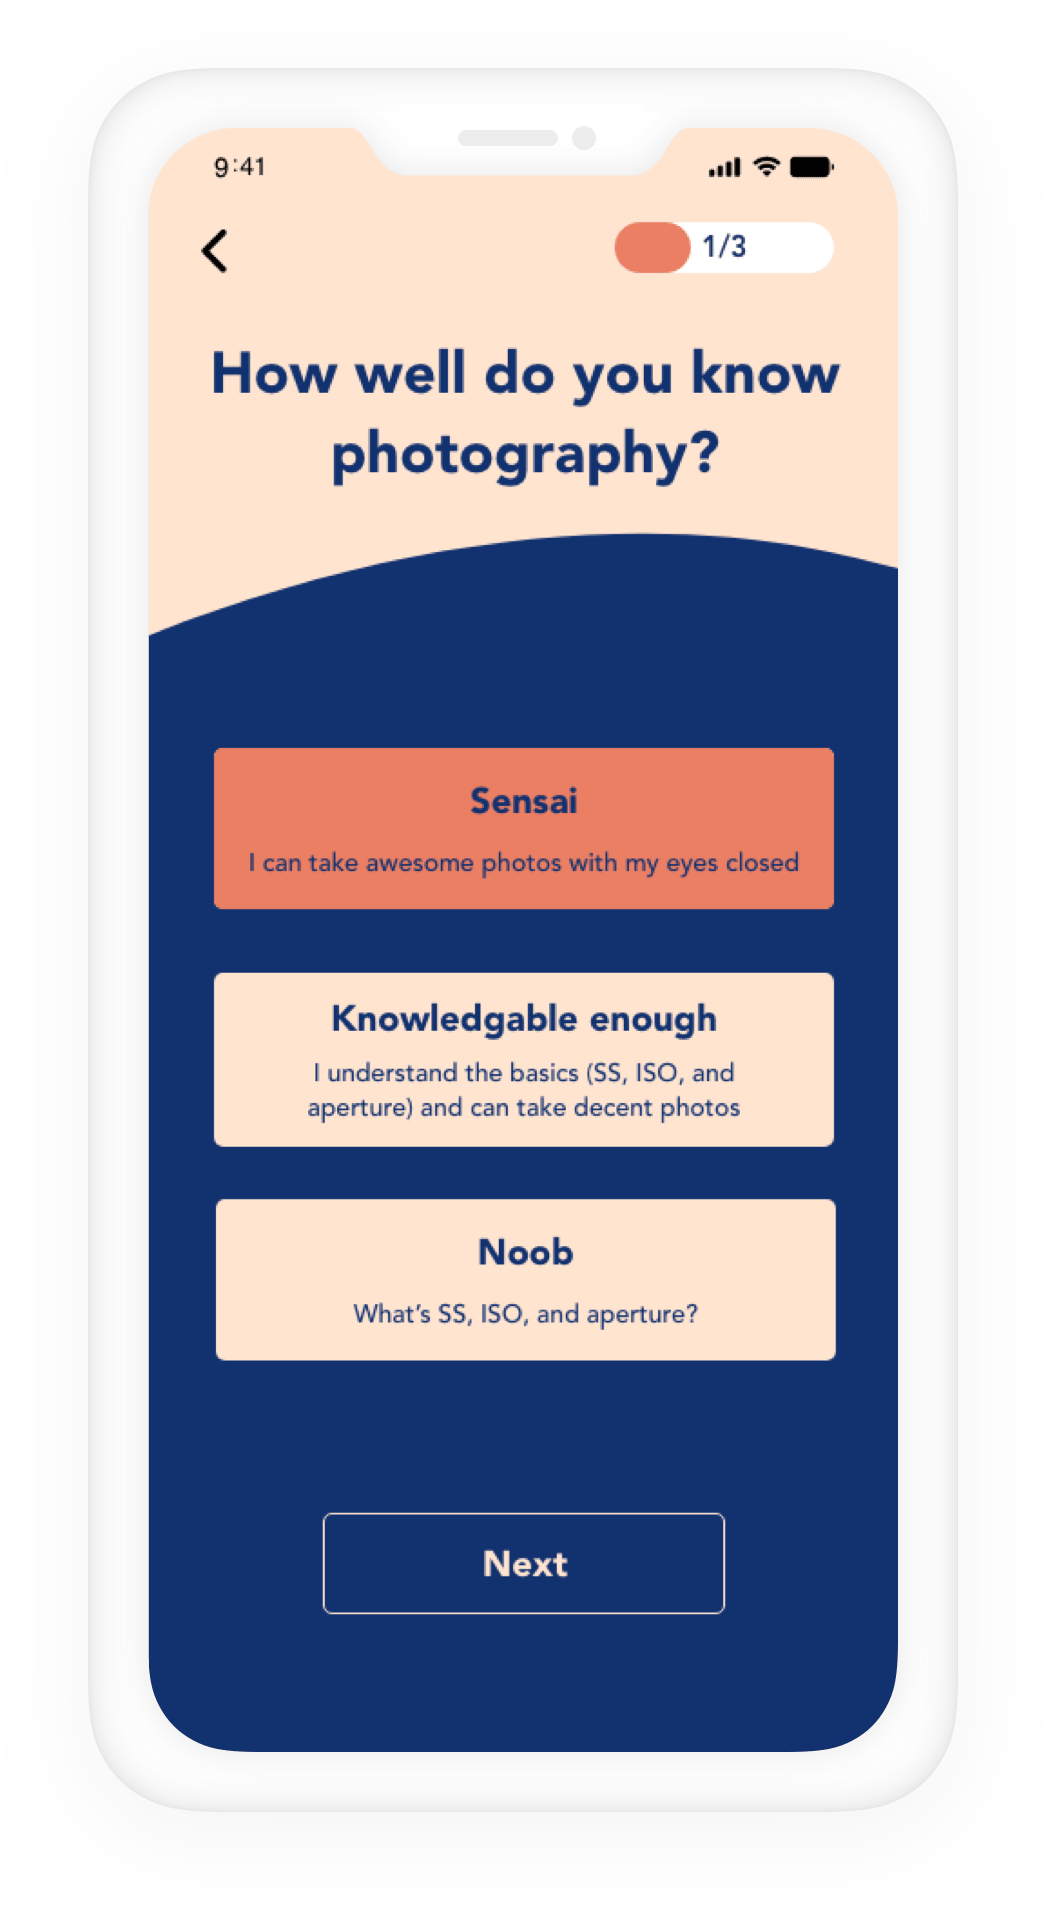 9:41
1/3
How well do you know
photography?
Sensai
I can take awesome photos with my eyes closed
Knowledgable enough
I understand the basics (SS, ISO, and
aperture) and can take decent photos
Noob
What’s SS, ISO, and aperture?
Next